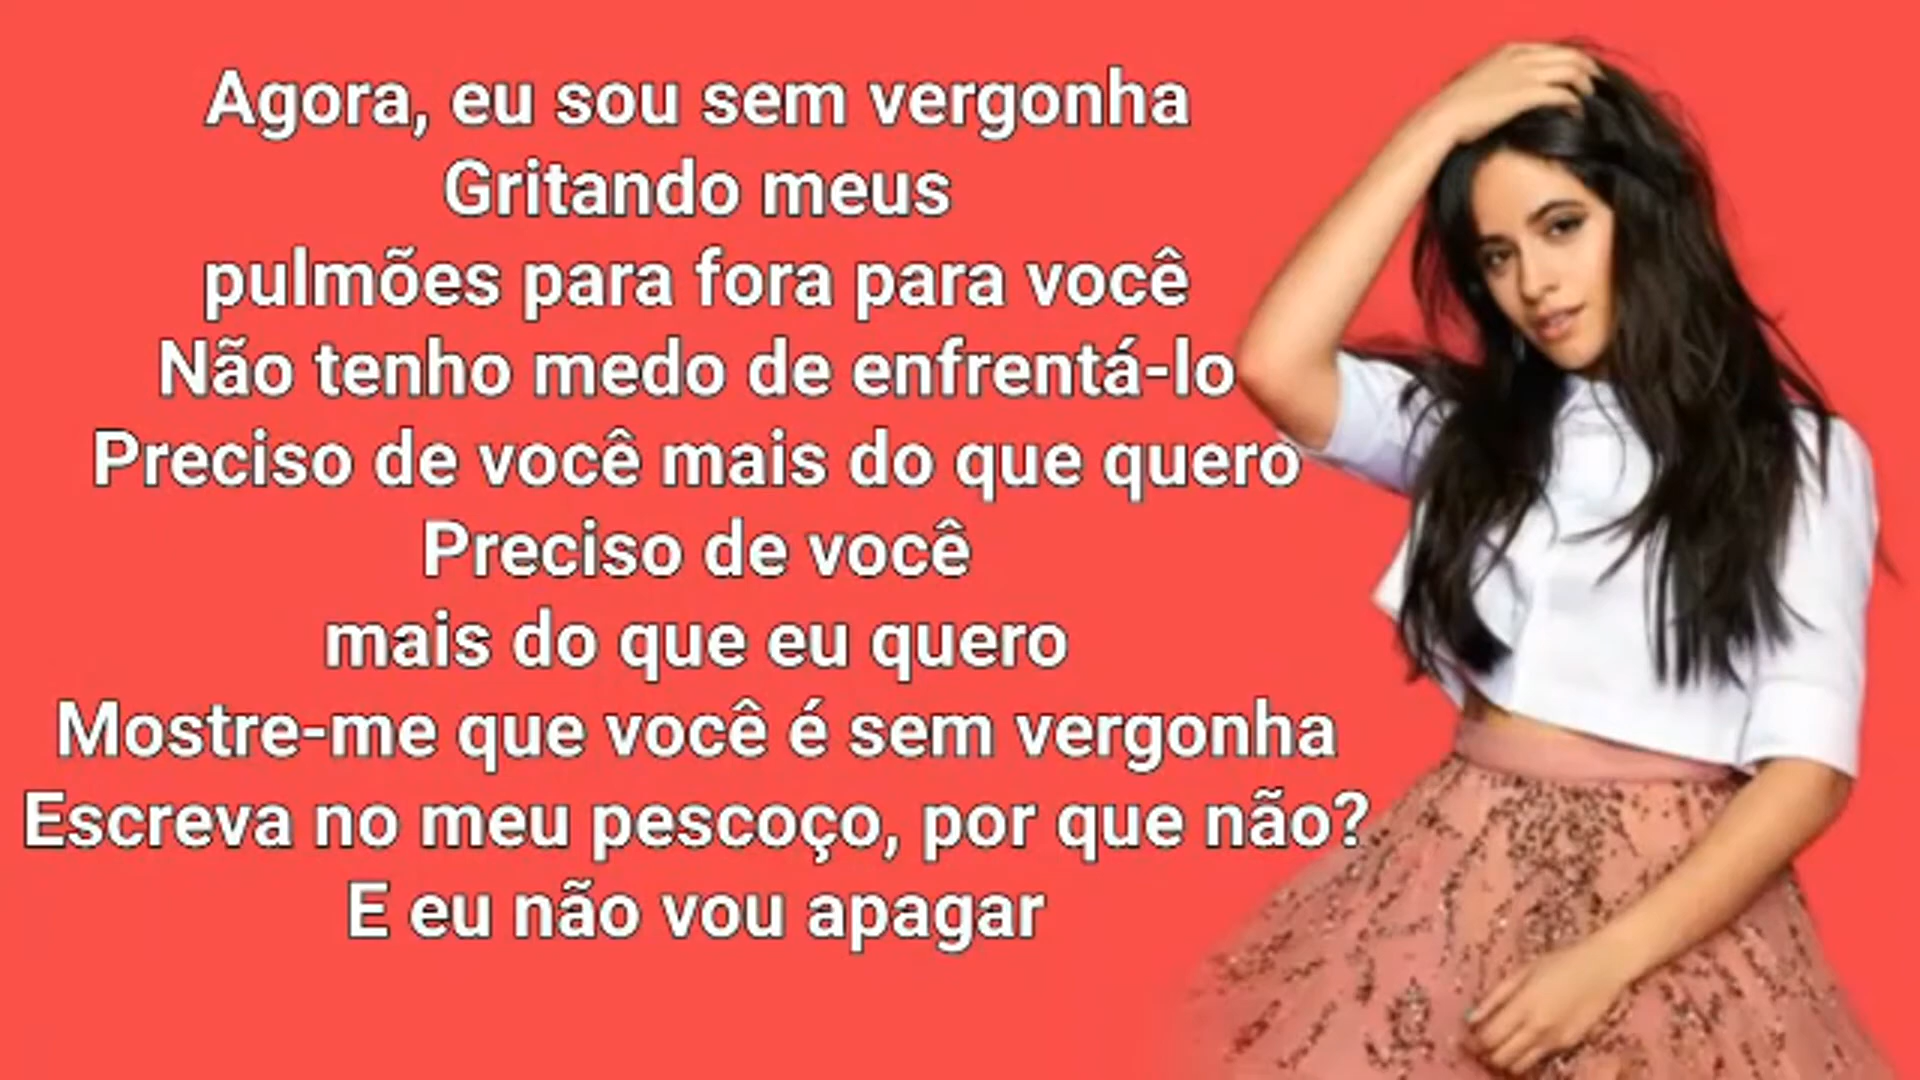 Agora, eu sou sem vergonha
Gritando meus
pulmões para fora para você
Não tenho medo de enfrentá-lo
Preciso de você mais do que quero
Preciso de você
mais do que eu quero
Mostre-me que você é sem vergonha
Escreva no meu pescoço, por que não?
E eu não vou apagar